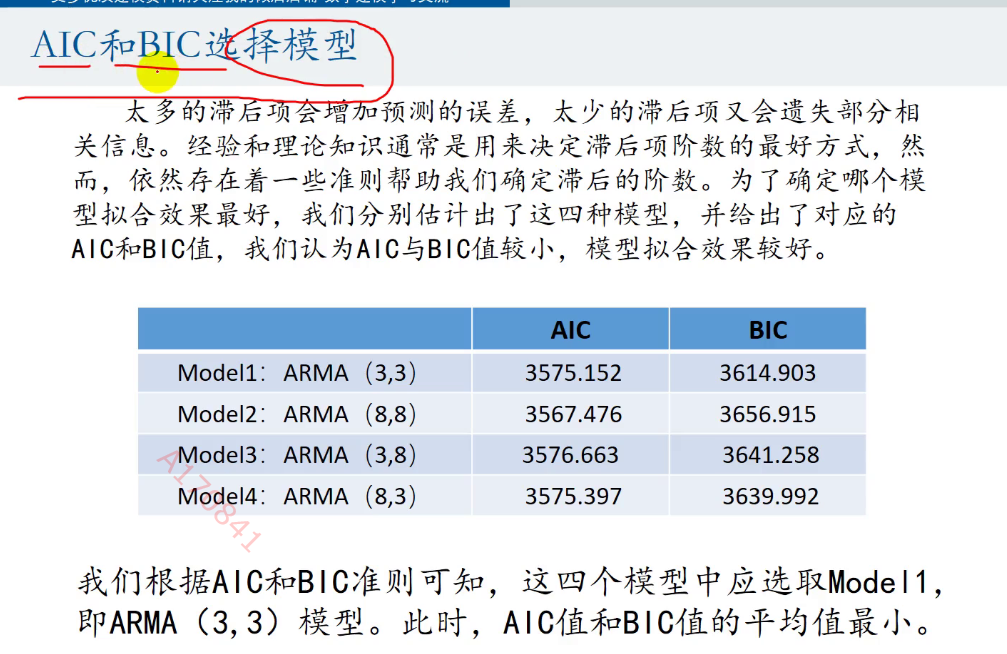 AIC和BIC选择模型
太多的滞后项会增加预测的误差，太少的滞后项又会遗失部分相
关信息。经验和理论知识通常是用来决定滞后项阶数的最好方式，然
而，依然存在着一些准则帮助我们确定滞后的阶数。为了确定哪个模
型拟合效果最好，我们分别估计出了这四种模型，并给出了对应的
AIC和BIC值，我们认为AIC与BIC值较小，模型拟合效果较好。
AIC BIC
Model1：ARMA（3,3） 3575.152 3614.903
Model2：ARMA（8,8） 3567.476 3656.915
Model3：ARMA（3,8） 3576.663 3641.258
Model4：ARMA（8,3） 3575.397 3639.992
A170841
我们根据AIC和BIC准则可知，这四个模型中应选取Model1，
即ARMA（3,3）模型。此时，AIC值和BIC值的平均值最小。